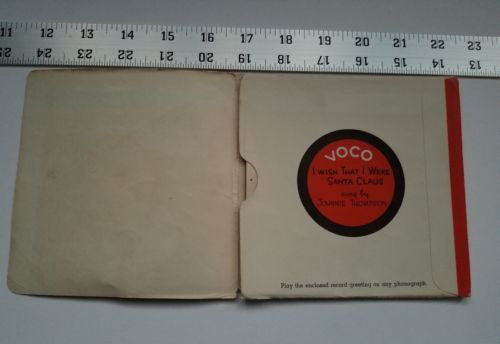 11 12 13 14 15 16 17 18 19 20 21 22 23
25 24 23 22 21 20 19 18 17 16 15 14 13
VOCO
I WISH THAT I WERE
SANTA CLAUS
sung by
JOHNNIE THOMPSON
Play the enclosed record greeting on any phonograph.